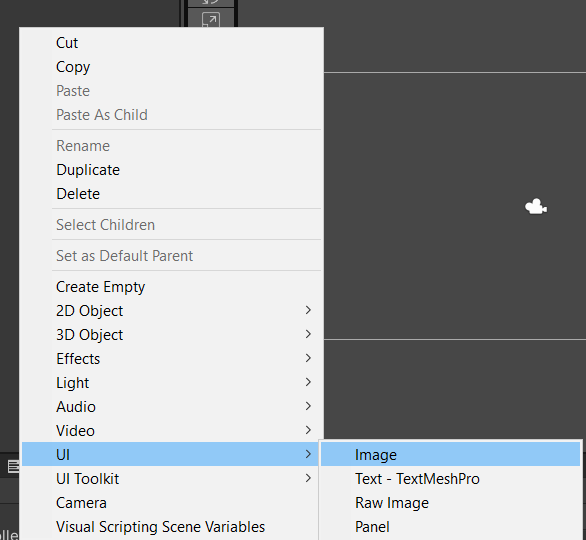 Cut
Copy
Paste
Paste As Child
Rename
Duplicate
Delete
Select Children
Set as Default Parent
Create Empty
2D Object
3D Object
Effects
Light
Audio
Video
UI
Image
UI Toolkit
Text - TextMeshPro
Camera
Raw Image
Visual Scripting Scene Variables
Panel